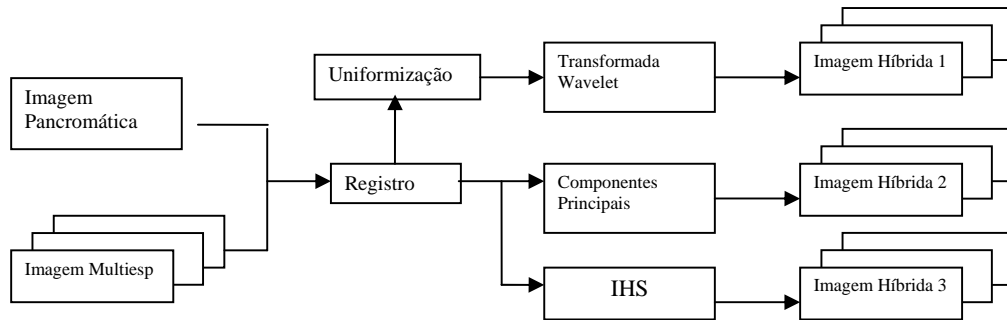 Imagem
Pancromática
Imagem Multiesp
Uniformização
Registro
Transformada
Wavelet
Componentes
Principais
IHS
Imagem Híbrida 1
Imagem Híbrida 2
Imagem Híbrida 3